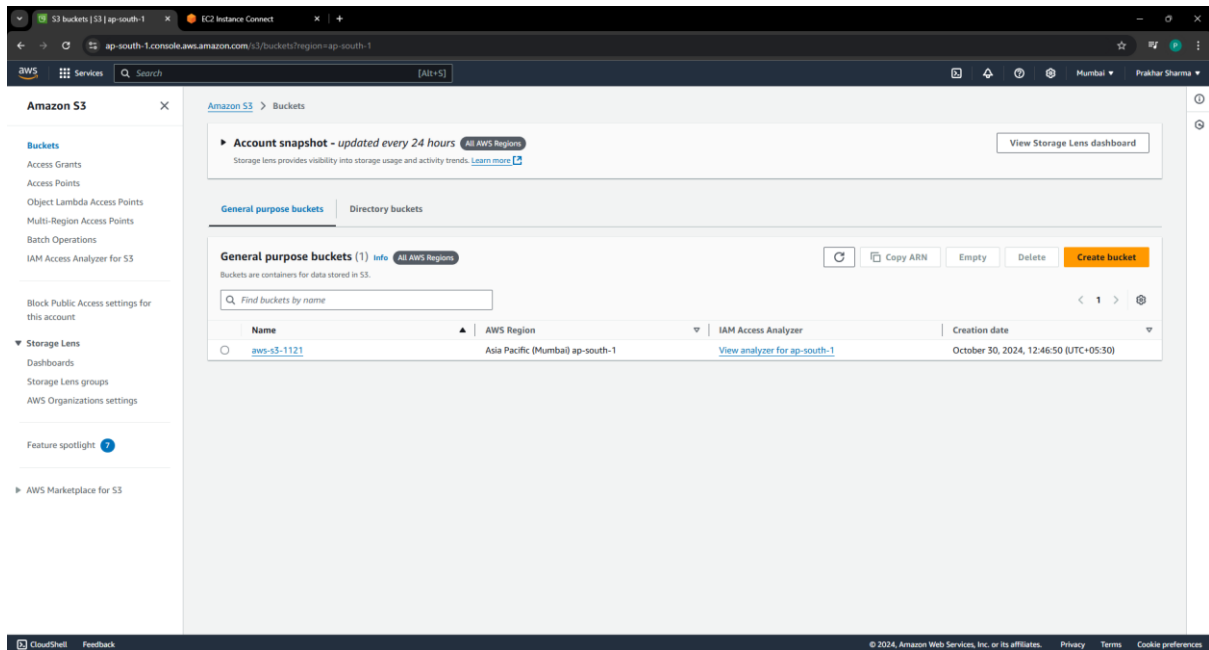 S3 buckets | S3 | ap-south-1
EC2 Instance Connect
ap-south-1.console.aws.amazon.com/s3/buckets?region=ap-south-1
P
aws
Services
Search
[Alt+S]
Mumbai
Prakhar Sharma
Amazon S3
Buckets
Access Grants
Access Points
Object Lambda Access Points
Multi-Region Access Points
Batch Operations
IAM Access Analyzer for S3
Block Public Access settings for
this account
Storage Lens
Dashboards
Storage Lens groups
AWS Organizations settings
Feature spotlight 7
AWS Marketplace for S3
Amazon S3 > Buckets
Account snapshot - updated every 24 hours All AWS Regions
Storage lens provides visibility into storage usage and activity trends. Learn more
View Storage Lens dashboard
General purpose buckets
Directory buckets
General purpose buckets (1) Info All AWS Regions
Buckets are containers for data stored in S3.
Copy ARN
Empty
Delete
Create bucket
Find buckets by name
1
Name AWS Region IAM Access Analyzer Creation date
aws-s3-1121 Asia Pacific (Mumbai) ap-south-1 View analyzer for ap-south-1 October 30, 2024, 12:46:50 (UTC+05:30)
CloudShell Feedback © 2024, Amazon Web Services, Inc. or its affiliates. Privacy Terms Cookie preferences